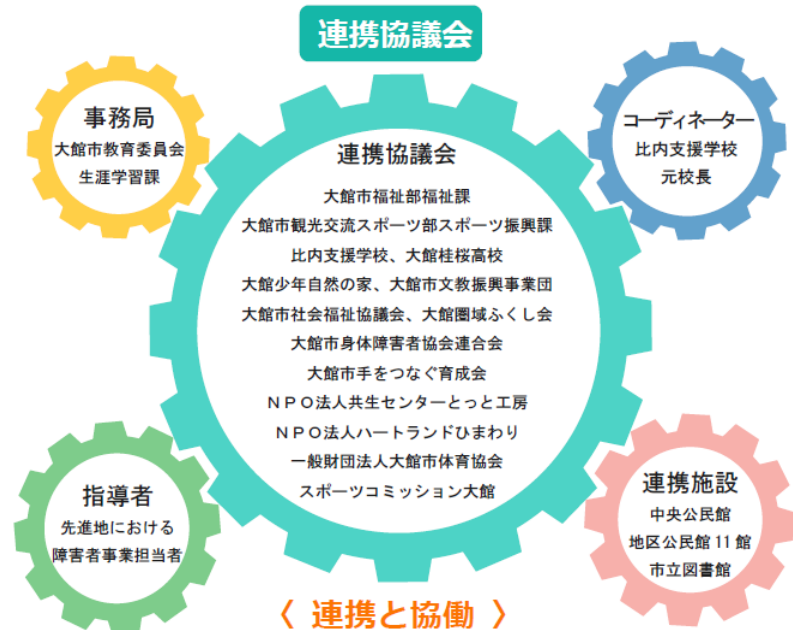 連携協議会
事務局
大館市教育委員会
生涯学習課
コーディネーター
比内支援学校
元校長
連携協議会
大館市福祉部福祉課
大館市観光交流スポーツ部スポーツ振興課
比内支援学校、大館桂桜高校
大館少年自然の家、大館市文教振興事業団
大館市社会福祉協議会、大館圏域ふくし会
大館市身体障害者協会連合会
大館市手をつなぐ育成会
ＮＰＯ法人共生センターとっと工房
ＮＰＯ法人ハートランドひまわり
一般財団法人大館市体育協会
スポーツコミッション大館
指導者
先進地における
障害者事業担当者
連携施設
中央公民館
地区公民館 11 館
市立図書館
〈 連携と協働 〉